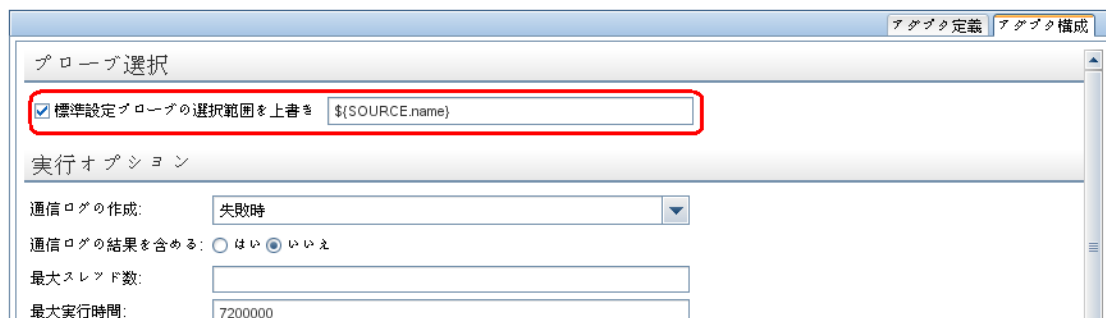 アダプタ定義 アダプタ構成
プローブ選択
標準設定プローブの選択範囲を上書き ${SOURCE.name}
実行オプション
通信ログの作成: 失敗時
通信ログの結果を含める: はい いいえ
最大スレッド数:
最大実行時間: 7200000